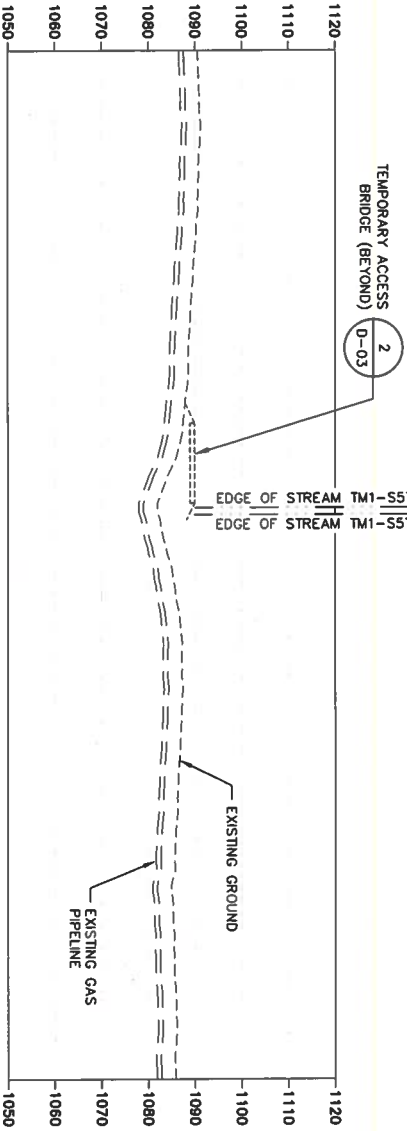 1120
1110
1100
1090
1080
1070
1060
1050
TEMPORARY ACCESS
BRIDGE (BEYOND)
2
D-03
EDGE OF STREAM TM1-S5
EDGE OF STREAM TM1-S5
EXISTING GROUND
EXISTING GAS
PIPELINE
1120
1110
1100
1090
1080
1070
1060
1050